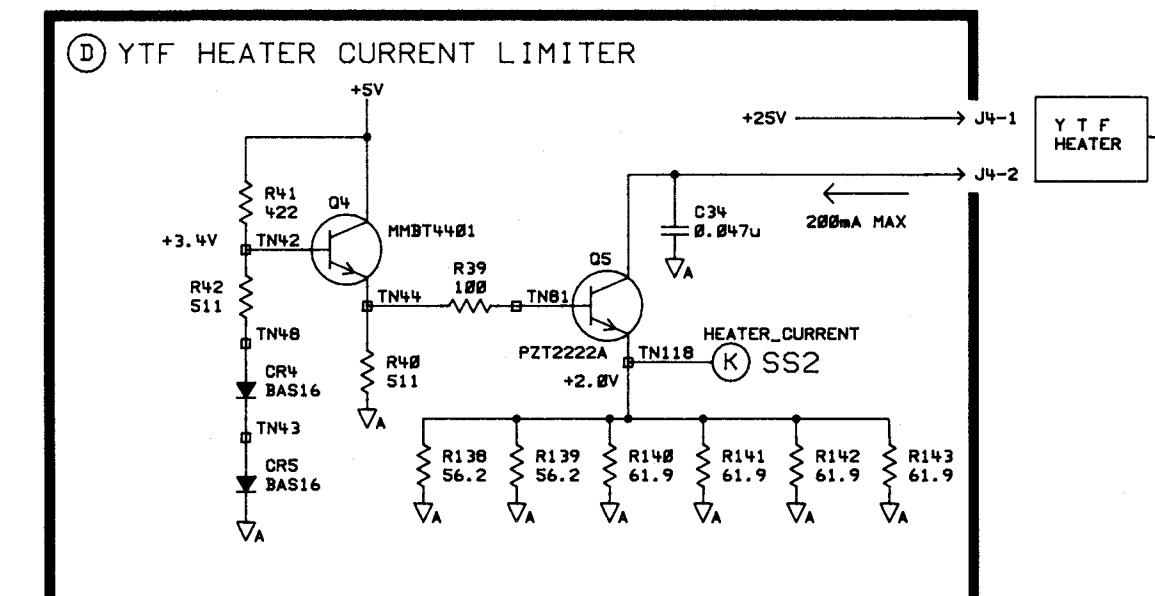 D YTF HEATER CURRENT LIMITER
+5V
+25V
J4-1
Y T F
HEATER
J4-2
200mA MAX
R41
422
Q4
MMBT4401
+3.4V
TN42
C34
0.047u
A
R42
511
TN44
R39
100
TN81
Q5
TN48
PZT2222A
HEATER_CURRENT
TN118
K SS2
+2.0V
CR4
BAS16
R40
511
A
TN43
CR5
BAS16
A
R138
56.2
A
R139
56.2
A
R140
61.9
A
R141
61.9
A
R142
61.9
A
R143
61.9
A